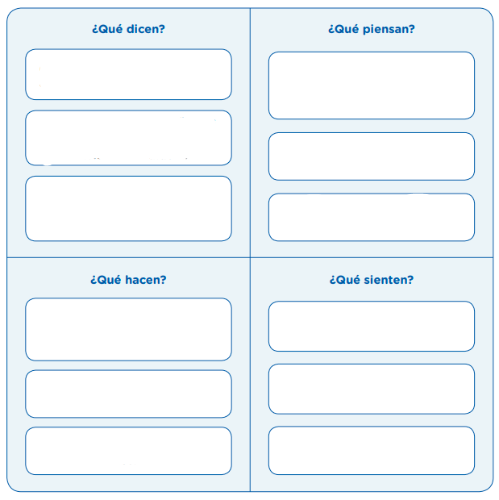 ¿Qué dicen?
¿Qué piensan?
¿Qué hacen?
¿Qué sienten?